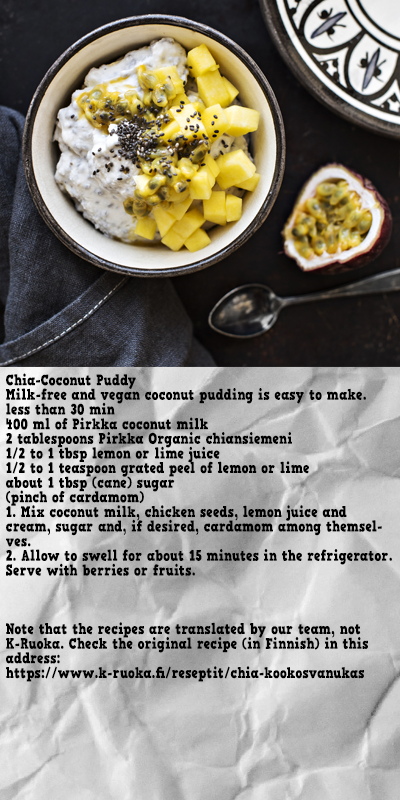 Chia-Coconut Puddy
Milk-free and vegan coconut pudding is easy to make.
less than 30 min
400 ml of Pirkka coconut milk
2 tablespoons Pirkka Organic chiansiemeni
1/2 to 1 tbsp lemon or lime juice
1/2 to 1 teaspoon grated peel of lemon or lime
about 1 tbsp (cane) sugar
(pinch of cardamom)
1. Mix coconut milk, chicken seeds, lemon juice and
cream, sugar and, if desired, cardamom among themsel-
ves.
2. Allow to swell for about 15 minutes in the refrigerator.
Serve with berries or fruits.
Note that the recipes are translated by our team, not
K-Ruoka. Check the original recipe (in Finnish) in this
address:
https://www.k-ruoka.fi/reseptit/chia-kookosvanukas